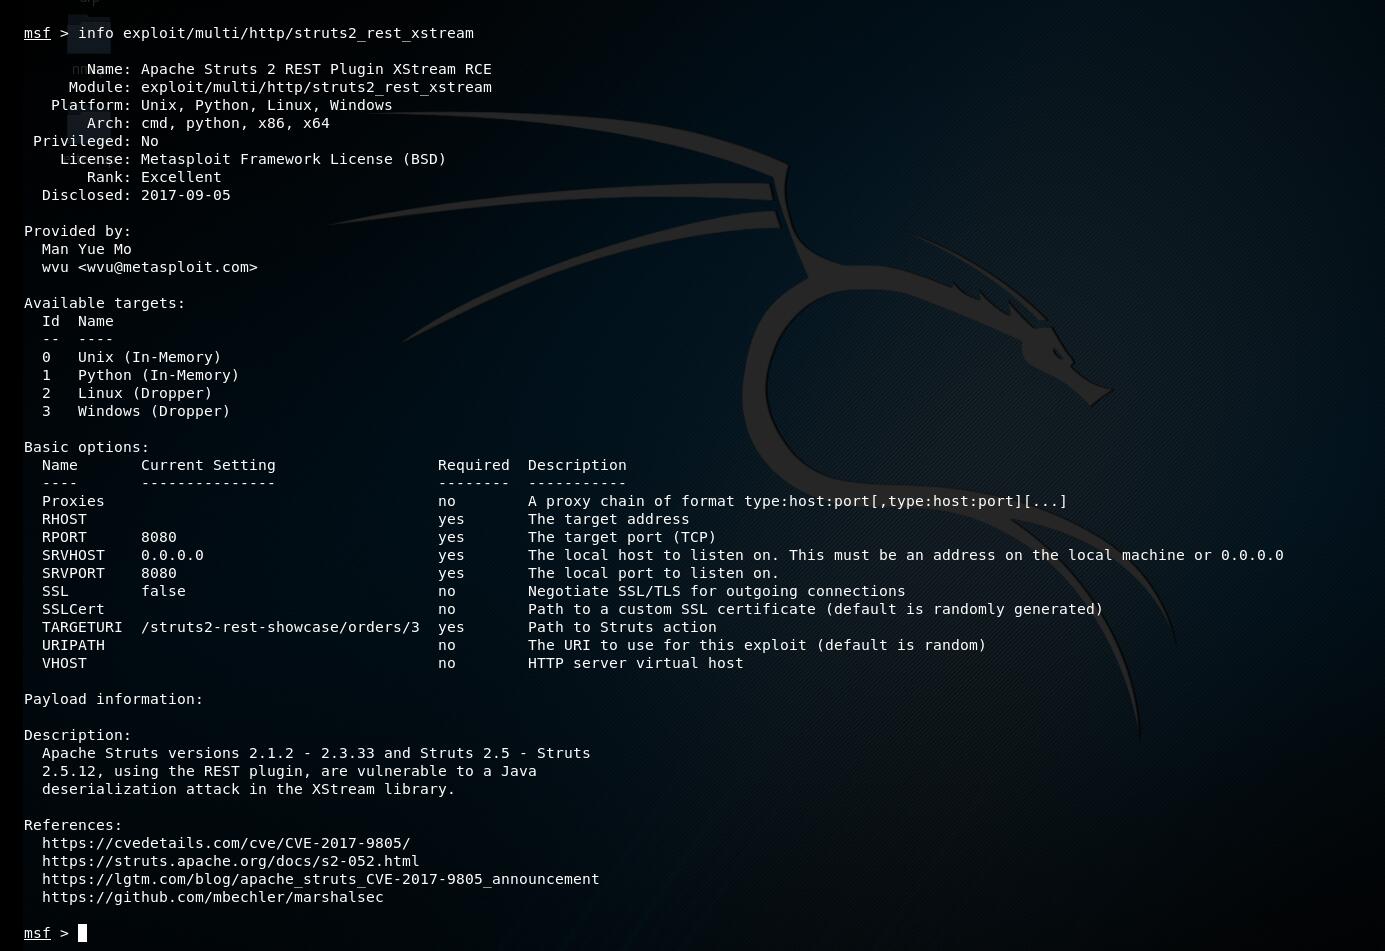 msf > info exploit/multi/http/struts2_rest_xstream
Name: Apache Struts 2 REST Plugin XStream RCE
Module: exploit/multi/http/struts2_rest_xstream
Platform: Unix, Python, Linux, Windows
Arch: cmd, python, x86, x64
Privileged: No
License: Metasploit Framework License (BSD)
Rank: Excellent
Disclosed: 2017-09-05
Provided by:
Man Yue Mo
wvu <wvu@metasploit.com>
Available targets:
Id  Name
--  ----
0   Unix (In-Memory)
1   Python (In-Memory)
2   Linux (Dropper)
3   Windows (Dropper)
Basic options:
Name       Current Setting                  Required  Description
----       ---------------                  --------  -----------
Proxies                                     no        A proxy chain of format type:host:port[,type:host:port][...]
RHOST                                       yes       The target address
RPORT      8080                             yes       The target port (TCP)
SRVHOST    0.0.0.0                          yes       The local host to listen on. This must be an address on the local machine or 0.0.0.0
SRVPORT    8080                             yes       The local port to listen on.
SSL        false                            no        Negotiate SSL/TLS for outgoing connections
SSLCert                                     no        Path to a custom SSL certificate (default is randomly generated)
TARGETURI  /struts2-rest-showcase/orders/3  yes       Path to Struts action
URIPATH                                     no        The URI to use for this exploit (default is random)
VHOST                                       no        HTTP server virtual host
Payload information:
Description:
Apache Struts versions 2.1.2 - 2.3.33 and Struts 2.5 - Struts
2.5.12, using the REST plugin, are vulnerable to a Java
deserialization attack in the XStream library.
References:
https://cvedetails.com/cve/CVE-2017-9805/
https://struts.apache.org/docs/s2-052.html
https://lgtm.com/blog/apache_struts_CVE-2017-9805_announcement
https://github.com/mbechler/marshalsec
msf >